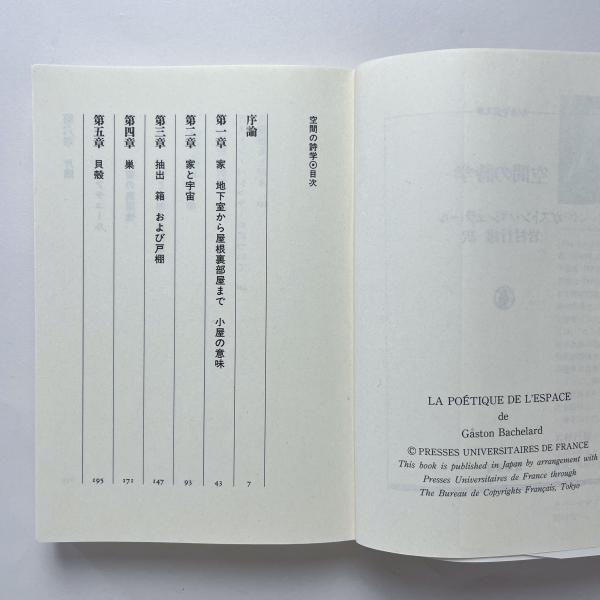 空間の詩学⦿目次
序論 7
第一章 家 地下室から屋根裏部屋まで 小屋の意味 43
第二章 家と宇宙 93
第三章 抽出 箱 および戸棚 147
第四章 巣 171
第五章 貝殻 195
LA POÉTIQUE DE L'ESPACE
de
Gaston Bachelard
© PRESSES UNIVERSITAIRES DE FRANCE
This book is published in Japan by arrangement with
Presses Universitaires de France through
The Bureau de Copyrights Français, Tokyo